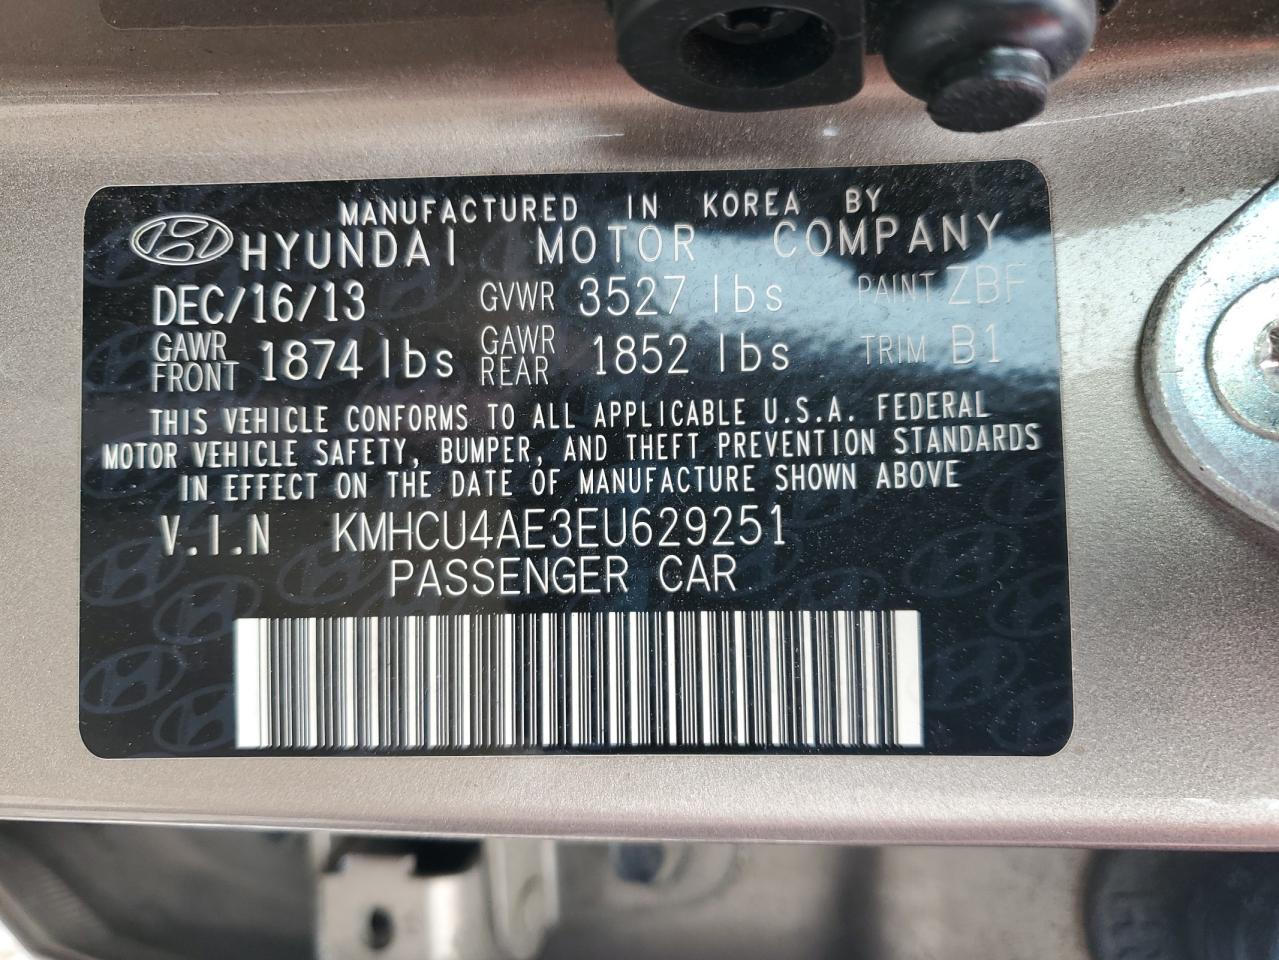 MANUFACTURED IN KOREA BY
HYUNDAI MOTOR COMPANY
DEC/16/13 GVWR 3527 lbs PAINT ZBF
GAWR FRONT 1874 lbs GAWR REAR 1852 lbs TRIM B1
THIS VEHICLE CONFORMS TO ALL APPLICABLE U.S.A. FEDERAL
MOTOR VEHICLE SAFETY, BUMPER, AND THEFT PREVENTION STANDARDS
IN EFFECT ON THE DATE OF MANUFACTURE SHOWN ABOVE
V.I.N KMHCU4AE3EU629251
PASSENGER CAR